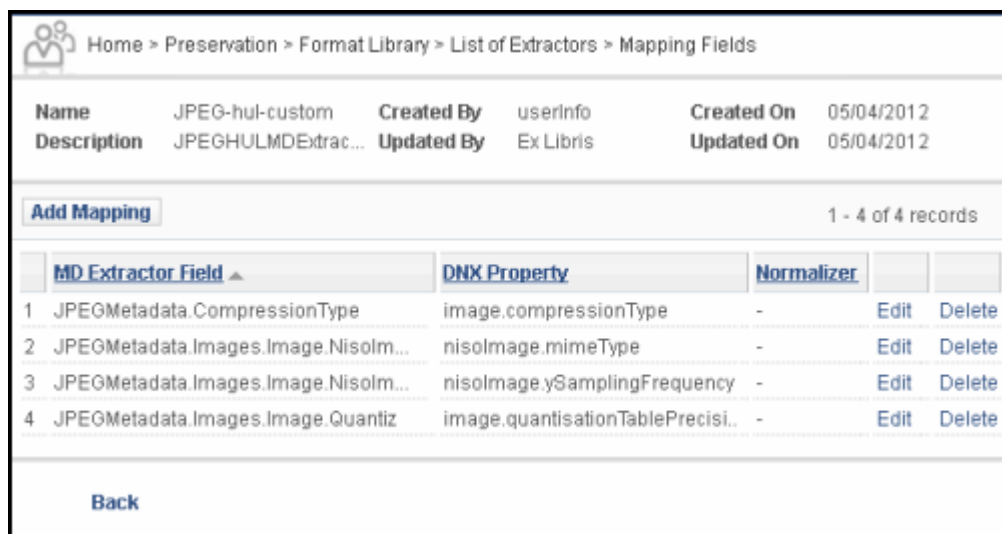 Home > Preservation > Format Library > List of Extractors > Mapping Fields
Name JPEG-hul-custom Created By userInfo Created On 05/04/2012
Description JPEGHULMDExtrac... Updated By Ex Libris Updated On 05/04/2012
Add Mapping 1 - 4 of 4 records
MD Extractor Field DNX Property Normalizer
1 JPEGMetadata.CompressionType image.compressionType - Edit Delete
2 JPEGMetadata.Images.Image.NisoIm... nisoImage.mimeType - Edit Delete
3 JPEGMetadata.Images.Image.NisoIm... nisoImage.ySamplingFrequency - Edit Delete
4 JPEGMetadata.Images.Image.Quantiz image.quantisationTablePrecisi.. - Edit Delete
Back